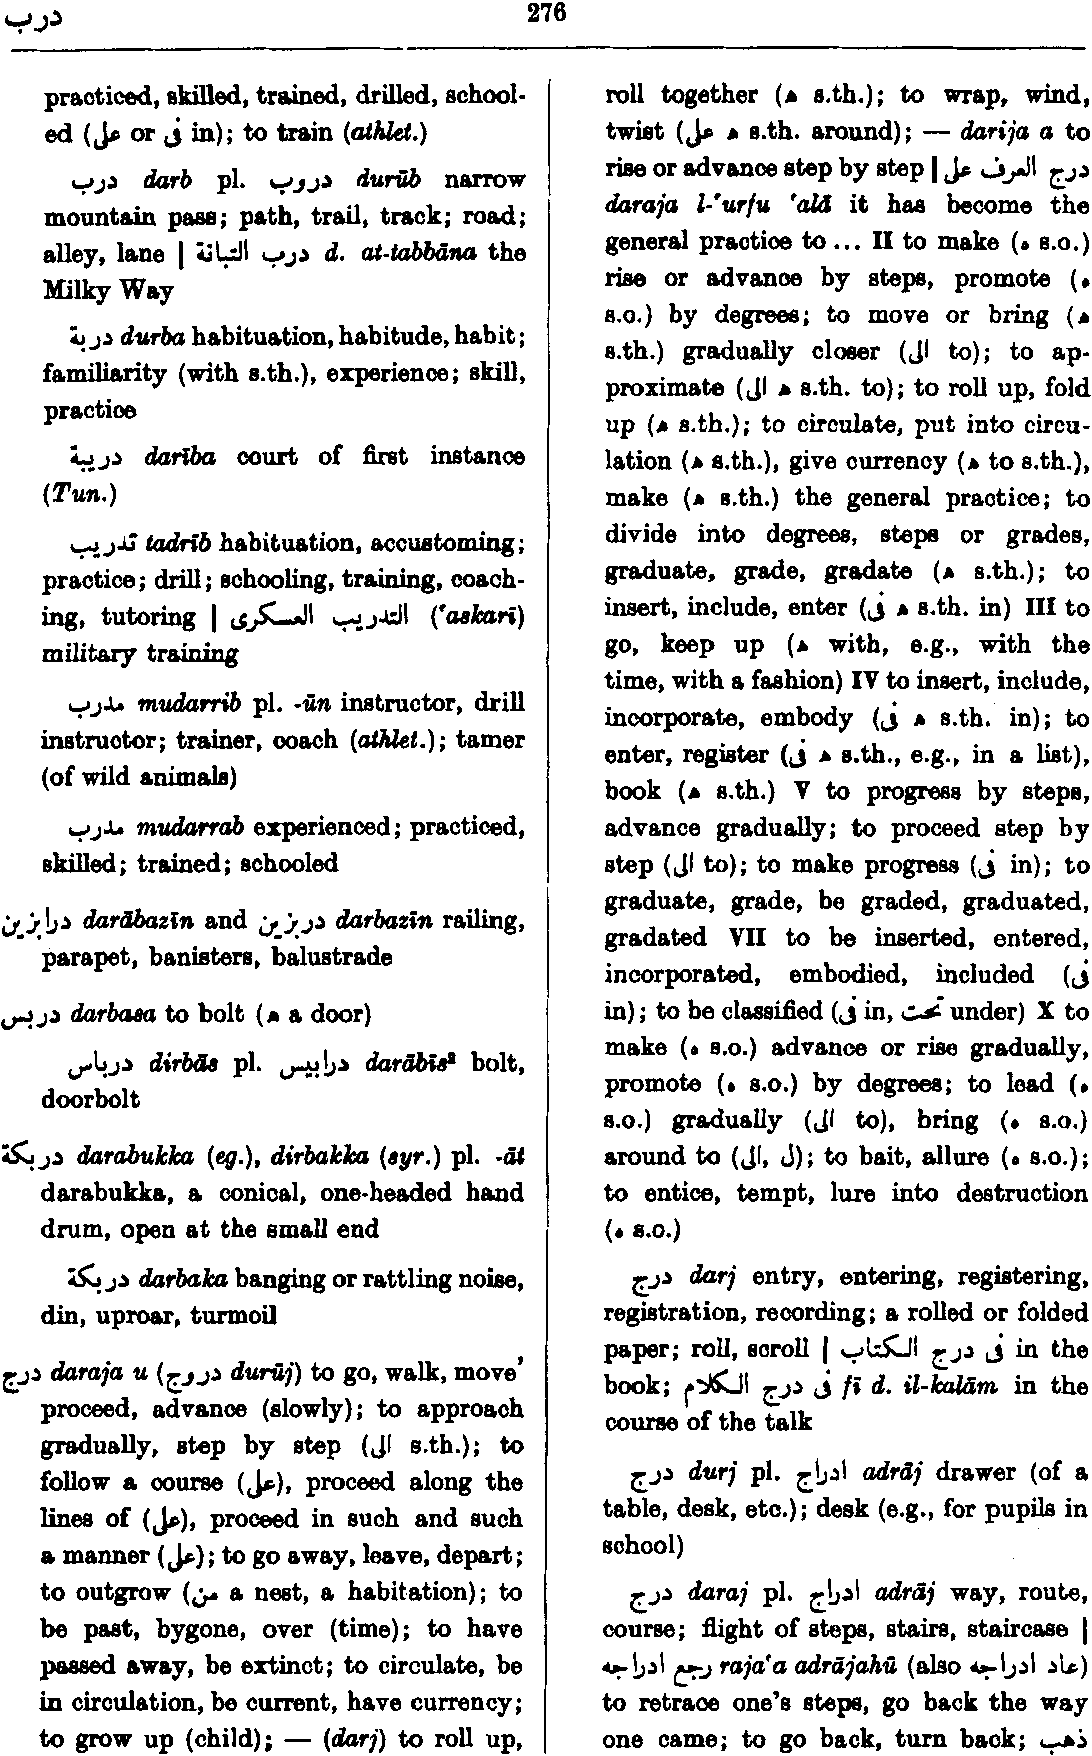 درب
276
practiced, skilled, trained, drilled, school-
ed (على or فى in); to train (athlet.)
درب darb pl. دروب durūb narrow
mountain pass; path, trail, track; road;
alley, lane | درب التبانة d. at-tabbāna the
Milky Way
دربة durba habituation, habitude, habit;
familiarity (with s.th.), experience; skill,
practice
دريبة darība court of first instance
(Tun.)
تدريب tadrīb habituation, accustoming;
practice; drill; schooling, training, coach-
ing, tutoring | التدريب العسكرى (ʿaskarī)
military training
مدرب mudarrib pl. -ūn instructor, drill
instructor; trainer, coach (athlet.); tamer
(of wild animals)
مدرب mudarrab experienced; practiced,
skilled; trained; schooled
درابزين darābazīn and دربزين darbazīn railing,
parapet, banisters, balustrade
دربس darbasa to bolt (ه a door)
درباس dirbās pl. درابيس darābīs² bolt,
doorbolt
دربكة darabukka (eg.), dirbakka (syr.) pl. -āt
darabukka, a conical, one-headed hand
drum, open at the small end
دربكة darbaka banging or rattling noise,
din, uproar, turmoil
درج daraja u (دروج durūj) to go, walk, move’
proceed, advance (slowly); to approach
gradually, step by step (الى s.th.); to
follow a course (على), proceed along the
lines of (على), proceed in such and such
a manner (على); to go away, leave, depart;
to outgrow (من a nest, a habitation); to
be past, bygone, over (time); to have
passed away, be extinct; to circulate, be
in circulation, be current, have currency;
to grow up (child); — (darj) to roll up,
roll together (ه s.th.); to wrap, wind,
twist (على ه s.th. around); — darija a to
rise or advance step by step | درج العرف على
daraja l-ʿurfu ʿalā it has become the
general practice to ... II to make (ه s.o.)
rise or advance by steps, promote (ه
s.o.) by degrees; to move or bring (ه
s.th.) gradually closer (الى to); to ap-
proximate (الى ه s.th. to); to roll up, fold
up (ه s.th.); to circulate, put into circu-
lation (ه s.th.), give currency (ه to s.th.),
make (ه s.th.) the general practice; to
divide into degrees, steps or grades,
graduate, grade, gradate (ه s.th.); to
insert, include, enter (فى ه s.th. in) III to
go, keep up (ه with, e.g., with the
time, with a fashion) IV to insert, include,
incorporate, embody (فى ه s.th. in); to
enter, register (فى ه s.th., e.g., in a list),
book (ه s.th.) V to progress by steps,
advance gradually; to proceed step by
step (الى to); to make progress (فى in); to
graduate, grade, be graded, graduated,
gradated VII to be inserted, entered,
incorporated, embodied, included (فى
in); to be classified (فى in, تحت under) X to
make (ه s.o.) advance or rise gradually,
promote (ه s.o.) by degrees; to lead (ه
s.o.) gradually (الى to), bring (ه s.o.)
around to (الى, ل); to bait, allure (ه s.o.);
to entice, tempt, lure into destruction
(ه s.o.)
درج darj entry, entering, registering,
registration, recording; a rolled or folded
paper; roll, scroll | فى درج الكتاب in the
book; فى درج الكلام fī d. il-kalām in the
course of the talk
درج durj pl. ادراج adrāj drawer (of a
table, desk, etc.); desk (e.g., for pupils in
school)
درج daraj pl. ادراج adrāj way, route,
course; flight of steps, stairs, staircase |
رجع ادراجه rajaʿa adrājahū (also عاد ادراجه)
to retrace one's steps, go back the way
one came; to go back, turn back; ذهب